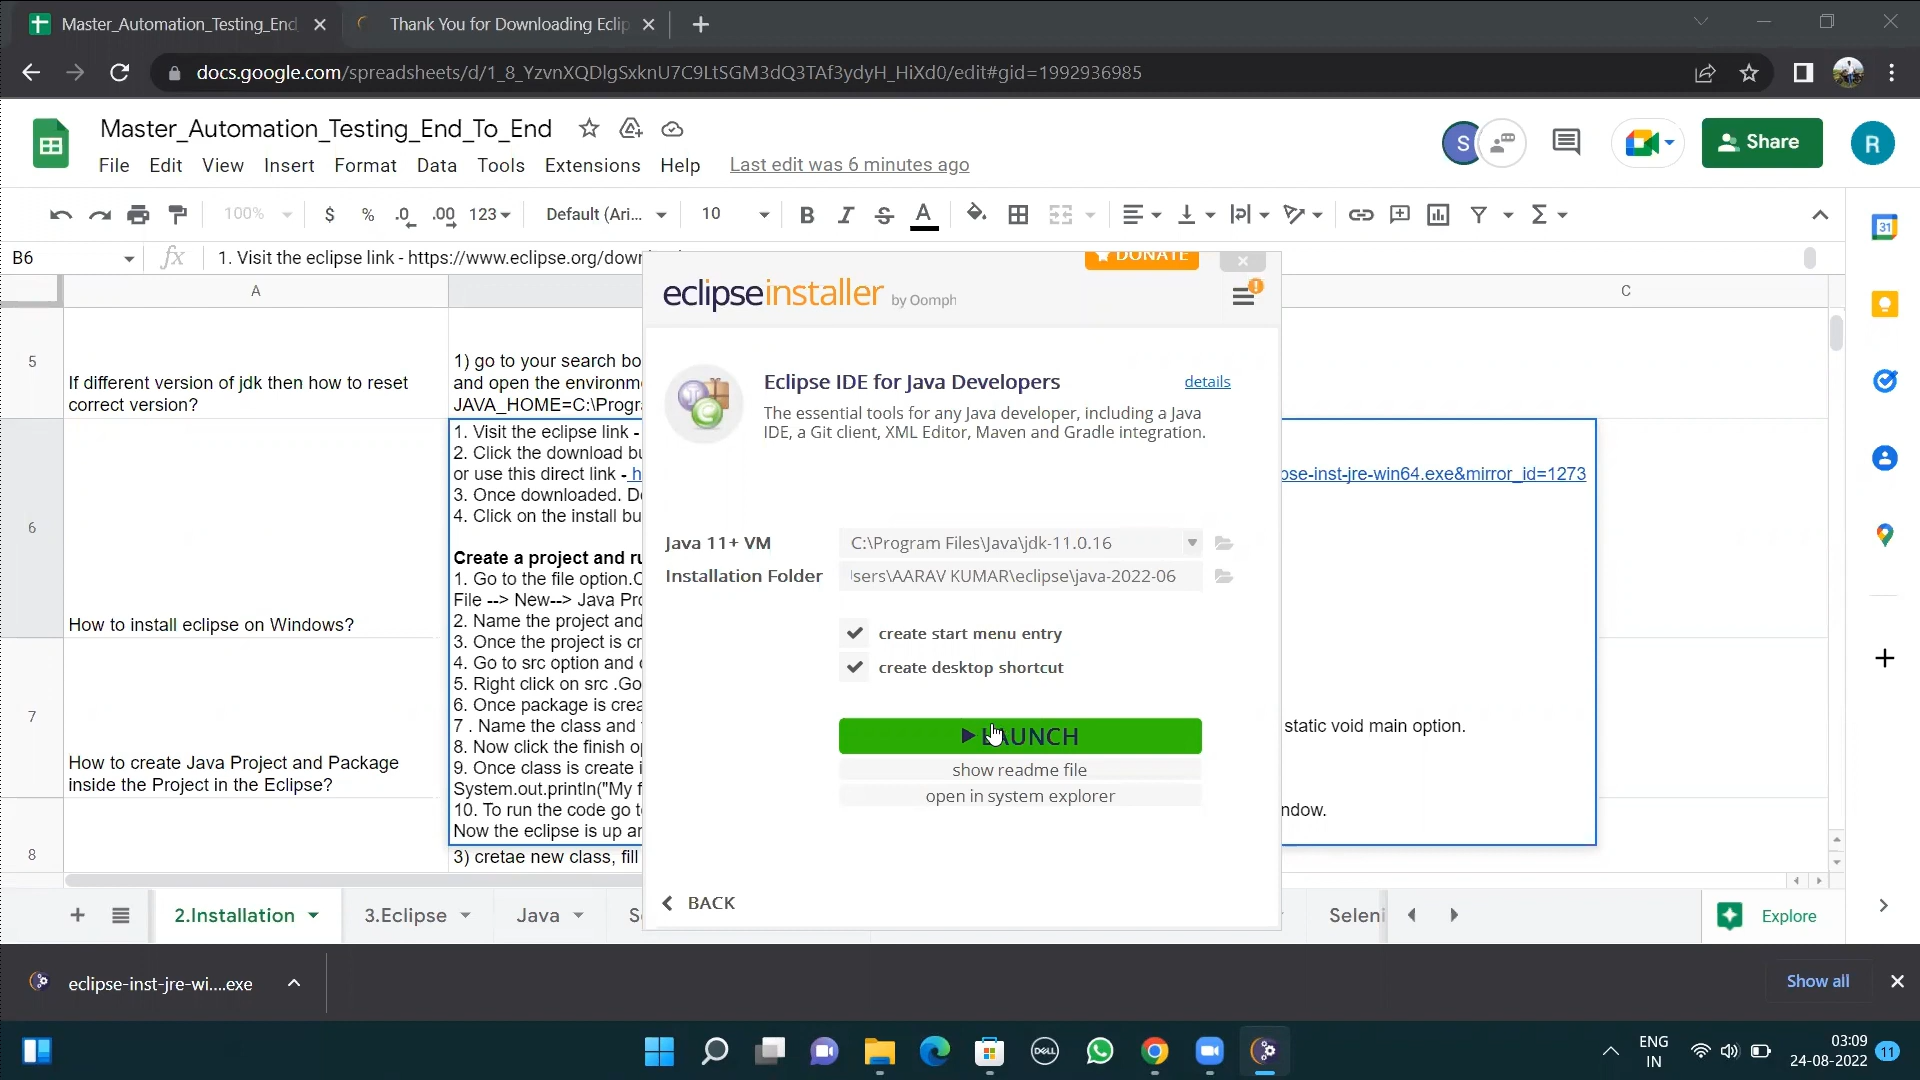 Master_Automation_Testing_End_
Thank You for Downloading Eclip
docs.google.com/spreadsheets/d/1_8_YzvnXQDlgSxknU7C9LtSGM3dQ3TAf3ydyH_HiXd0/edit#gid=1992936985
Master_Automation_Testing_End_To_End
S
Share
R
File Edit View Insert Format Data Tools Extensions Help Last edit was 6 minutes ago
100% $ % .0 .00 123 Default (Ari... 10 B I S A
31
B6 fx 1. Visit the eclipse link - https://www.eclipse.org/down
DONATE
eclipseinstaller by Oomph
A C
5
If different version of jdk then how to reset
correct version?
1) go to your search bo
and open the environme
JAVA_HOME=C:\Progr
Eclipse IDE for Java Developers details
The essential tools for any Java developer, including a Java
IDE, a Git client, XML Editor, Maven and Gradle integration.
6
How to install eclipse on Windows?
1. Visit the eclipse link -
2. Click the download bu
or use this direct link - h
pse-inst-jre-win64.exe&mirror_id=1273
3. Once downloaded. Do
4. Click on the install bu
Create a project and ru
1. Go to the file option.C
File --> New--> Java Pro
2. Name the project and
3. Once the project is cr
4. Go to src option and c
5. Right click on src .Go
6. Once package is crea
7 . Name the class and
static void main option.
8. Now click the finish o
9. Once class is create i
System.out.println("My f
10. To run the code go t
ndow.
Now the eclipse is up an
Java 11+ VM C:\Program Files\Java\jdk-11.0.16
Installation Folder sers\AARAV KUMAR\eclipse\java-2022-06
create start menu entry
create desktop shortcut
LAUNCH
show readme file
open in system explorer
BACK
7
How to create Java Project and Package
inside the Project in the Eclipse?
8
3) cretae new class, fill
2.Installation 3.Eclipse Java S Seleni Explore
eclipse-inst-jre-wi....exe Show all
DELL
ENG
IN
03:09
24-08-2022
11